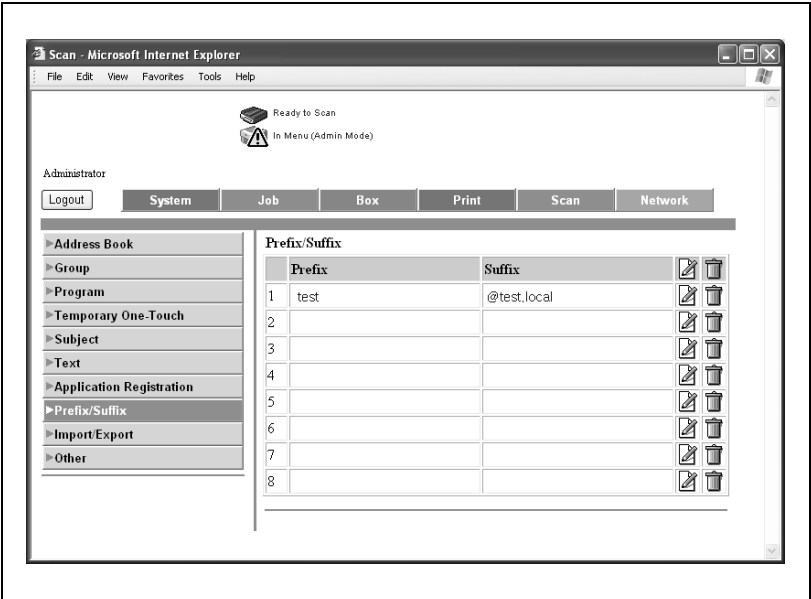 Scan - Microsoft Internet Explorer
File Edit View Favorites Tools Help
Ready to Scan
In Menu (Admin Mode)
Administrator
Logout System Job Box Print Scan Network
Address Book
Group
Program
Temporary One-Touch
Subject
Text
Application Registration
Prefix/Suffix
Import/Export
Other
Prefix/Suffix
Prefix Suffix
1 test @test.local
2
3
4
5
6
7
8